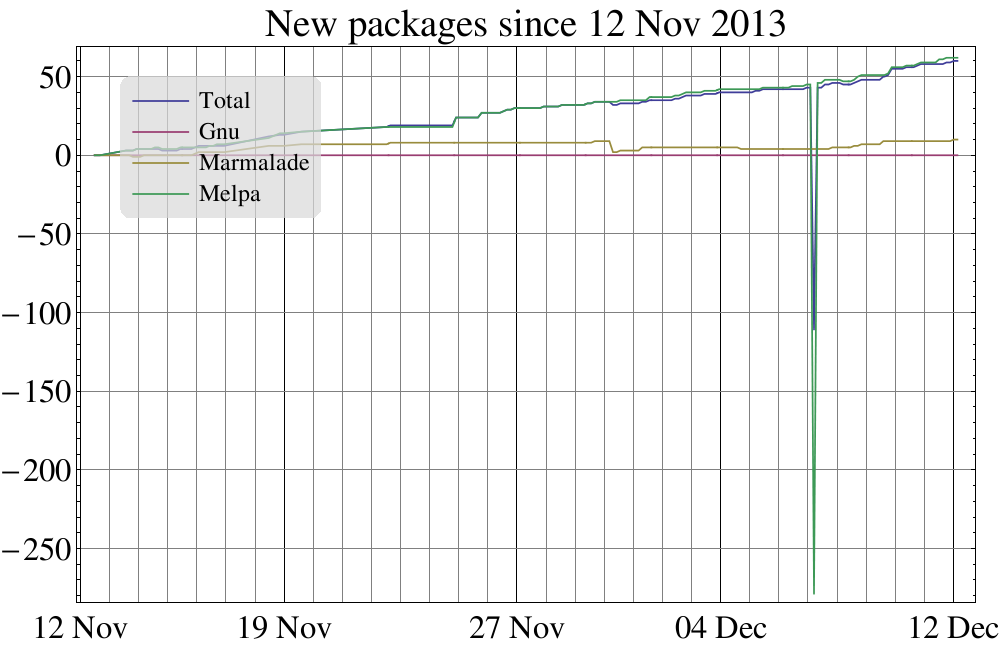 New packages since 12 Nov 2013
50
0
−50
−100
−150
−200
−250
Total
Gnu
Marmalade
Melpa
12 Nov 19 Nov 27 Nov 04 Dec 12 Dec